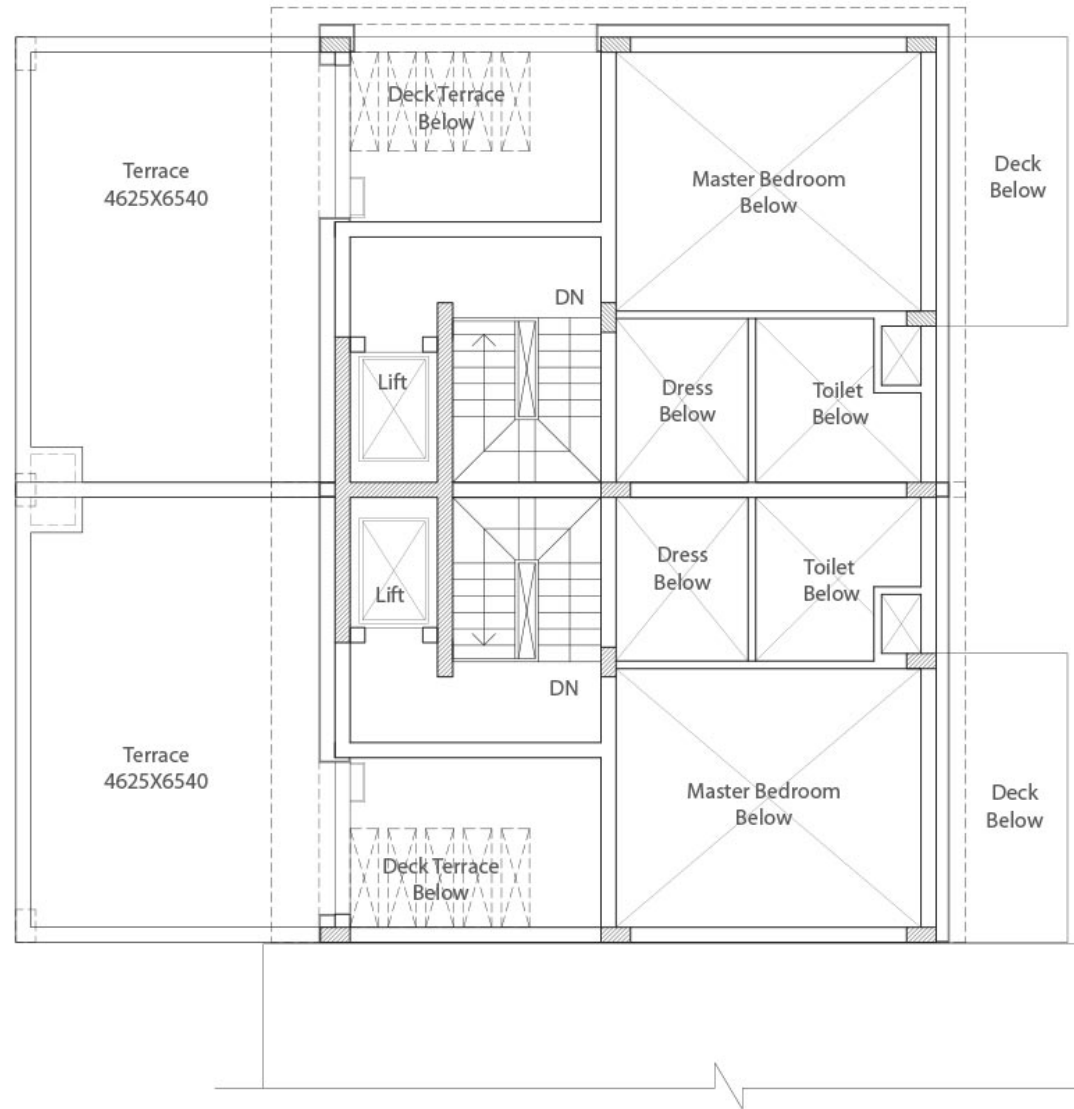 Deck Terrace
Below
Terrace
4625X6540
Master Bedroom
Below
Deck
Below
DN
Lift
Dress
Below
Toilet
Below
Dress
Below
Toilet
Below
Lift
DN
Terrace
4625X6540
Master Bedroom
Below
Deck
Below
Deck Terrace
Below